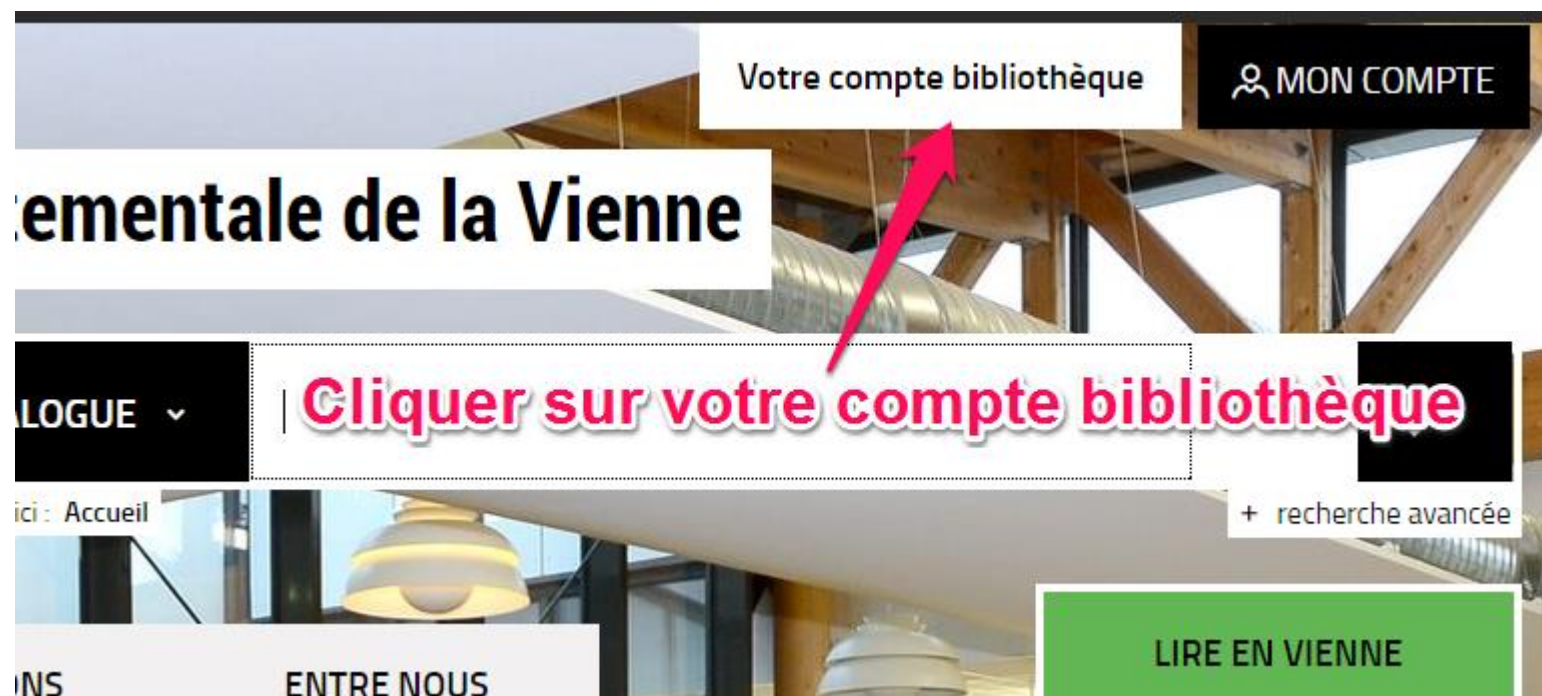 Votre compte bibliothèque
MON COMPTE
tementale de la Vienne
ALOGUE
Cliquer sur votre compte bibliothèque
ici : Accueil
+ recherche avancée
LIRE EN VIENNE
ONS
ENTRE NOUS